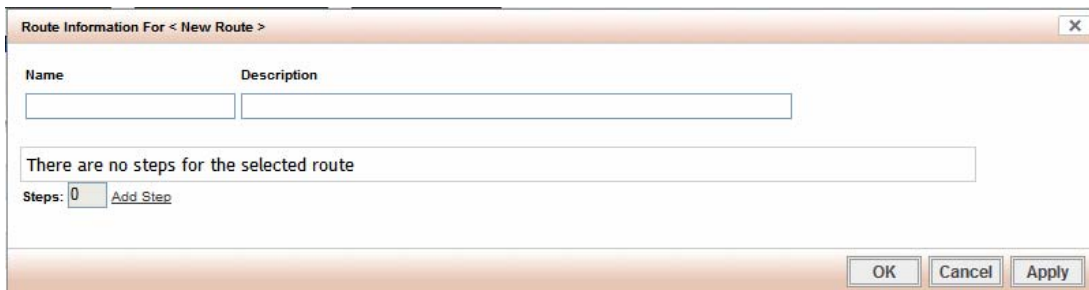 Route Information For < New Route >
Name Description
There are no steps for the selected route
Steps: 0 Add Step
OK Cancel Apply